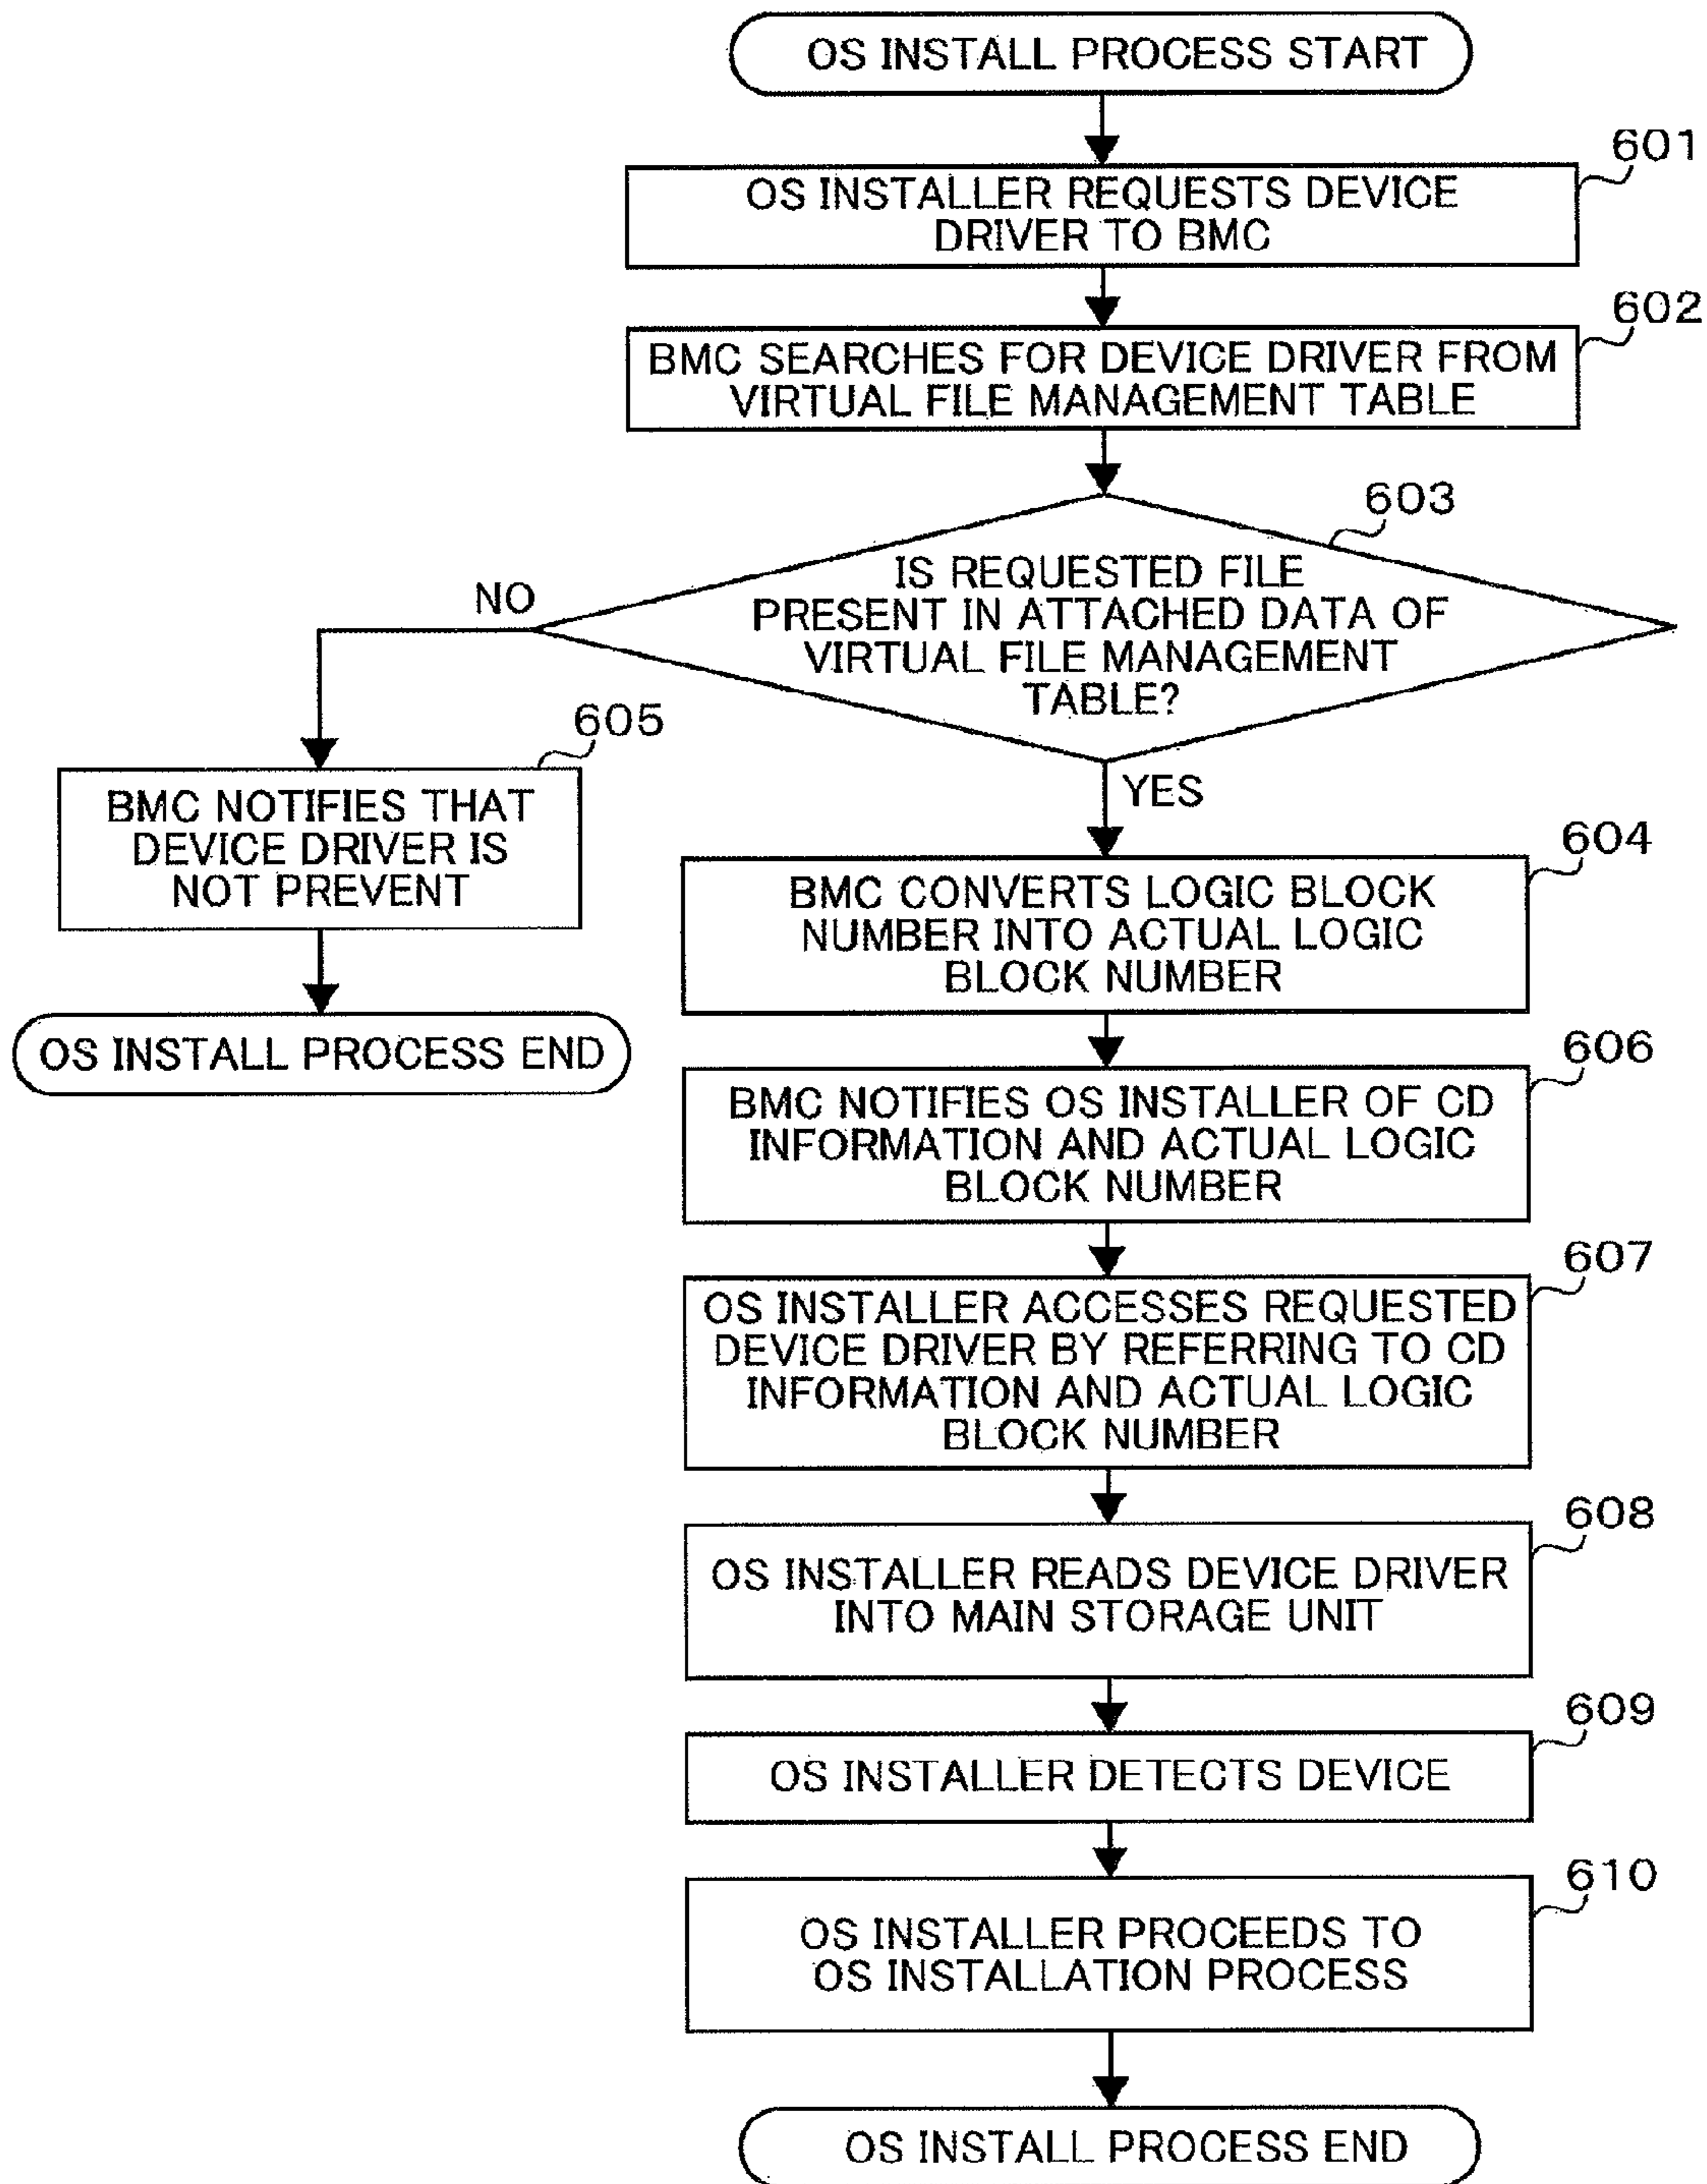 OS INSTALL PROCESS START
601
OS INSTALLER REQUESTS DEVICE
DRIVER TO BMC
602
BMC SEARCHES FOR DEVICE DRIVER FROM
VIRTUAL FILE MANAGEMENT TABLE
603
IS REQUESTED FILE
PRESENT IN ATTACHED DATA OF
VIRTUAL FILE MANAGEMENT
TABLE?
NO
605
BMC NOTIFIES THAT
DEVICE DRIVER IS
NOT PREVENT
OS INSTALL PROCESS END
YES
604
BMC CONVERTS LOGIC BLOCK
NUMBER INTO ACTUAL LOGIC
BLOCK NUMBER
606
BMC NOTIFIES OS INSTALLER OF CD
INFORMATION AND ACTUAL LOGIC
BLOCK NUMBER
607
OS INSTALLER ACCESSES REQUESTED
DEVICE DRIVER BY REFERRING TO CD
INFORMATION AND ACTUAL LOGIC
BLOCK NUMBER
608
OS INSTALLER READS DEVICE DRIVER
INTO MAIN STORAGE UNIT
609
OS INSTALLER DETECTS DEVICE
610
OS INSTALLER PROCEEDS TO
OS INSTALLATION PROCESS
OS INSTALL PROCESS END